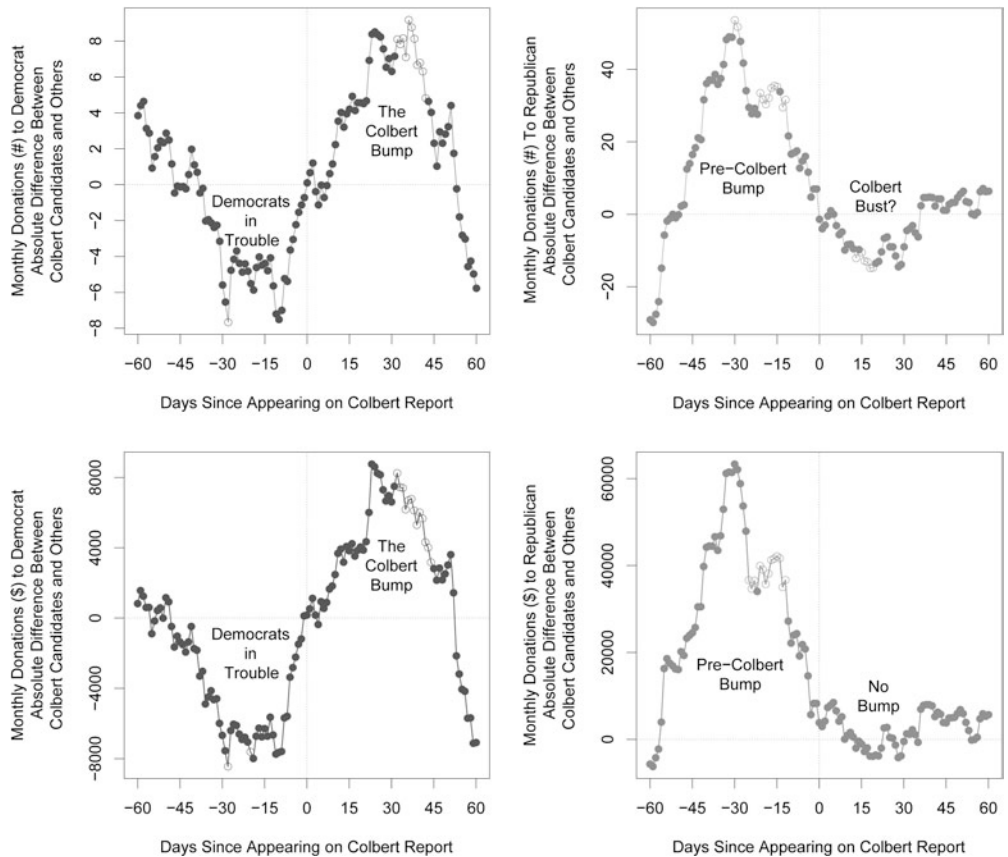 Monthly Donations (#) to Democrat
Absolute Difference Between
Colbert Candidates and Others
8
6
4
2
0
−2
−4
−6
−8
The
Colbert
Bump
Democrats
in
Trouble
−60 −45 −30 −15 0 15 30 45 60
Days Since Appearing on Colbert Report
Monthly Donations (#) To Republican
Absolute Difference Between
Colbert Candidates and Others
40
20
0
−20
Pre−Colbert
Bump
Colbert
Bust?
−60 −45 −30 −15 0 15 30 45 60
Days Since Appearing on Colbert Report
Monthly Donations ($) to Democrat
Absolute Difference Between
Colbert Candidates and Others
8000
4000
0
−4000
−8000
The
Colbert
Bump
Democrats
in
Trouble
−60 −45 −30 −15 0 15 30 45 60
Days Since Appearing on Colbert Report
Monthly Donations ($) to Republican
Absolute Difference Between
Colbert Candidates and Others
60000
40000
20000
0
Pre−Colbert
Bump
No
Bump
−60 −45 −30 −15 0 15 30 45 60
Days Since Appearing on Colbert Report